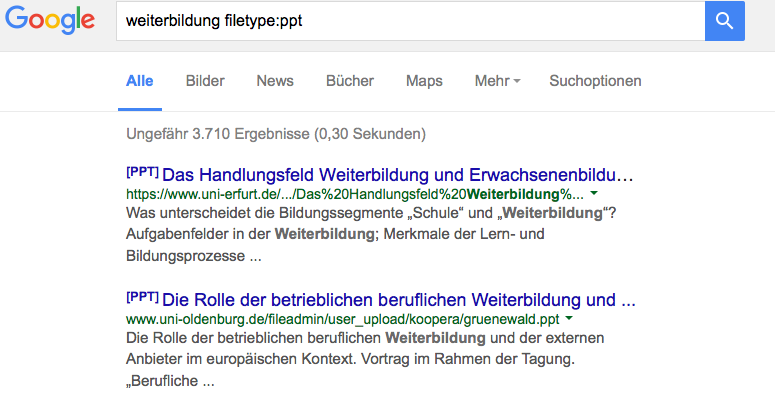 Google weiterbildung filetype:ppt
Alle Bilder News Bücher Maps Mehr Suchoptionen
Ungefähr 3.710 Ergebnisse (0,30 Sekunden)
[PPT] Das Handlungsfeld Weiterbildung und Erwachsenenbildu…
https://www.uni-erfurt.de/.../Das%20Handlungsfeld%20Weiterbildung%...
Was unterscheidet die Bildungssegmente „Schule“ und „Weiterbildung“?
Aufgabenfelder in der Weiterbildung; Merkmale der Lern- und
Bildungsprozesse ...
[PPT] Die Rolle der betrieblichen beruflichen Weiterbildung und ...
www.uni-oldenburg.de/fileadmin/user_upload/koopera/gruenewald.ppt
Die Rolle der betrieblichen beruflichen Weiterbildung und der externen
Anbieter im europäischen Kontext. Vortrag im Rahmen der Tagung.
„Berufliche ...